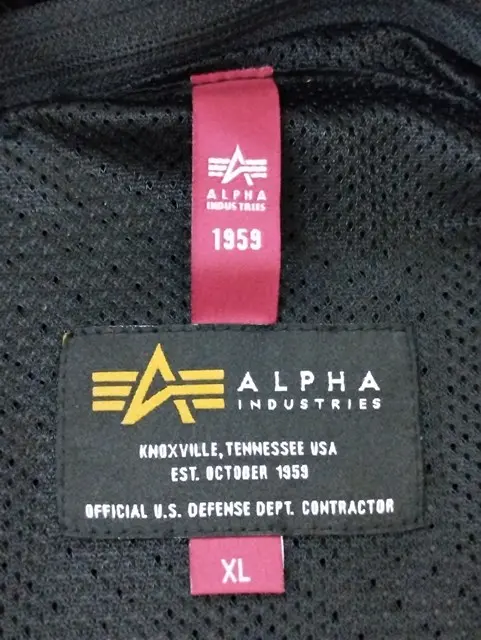 ALPHA
INDUSTRIES
1959
ALPHA
INDUSTRIES
KNOXVILLE, TENNESSEE USA
EST. OCTOBER 1959
OFFICIAL U.S. DEFENSE DEPT. CONTRACTOR
XL